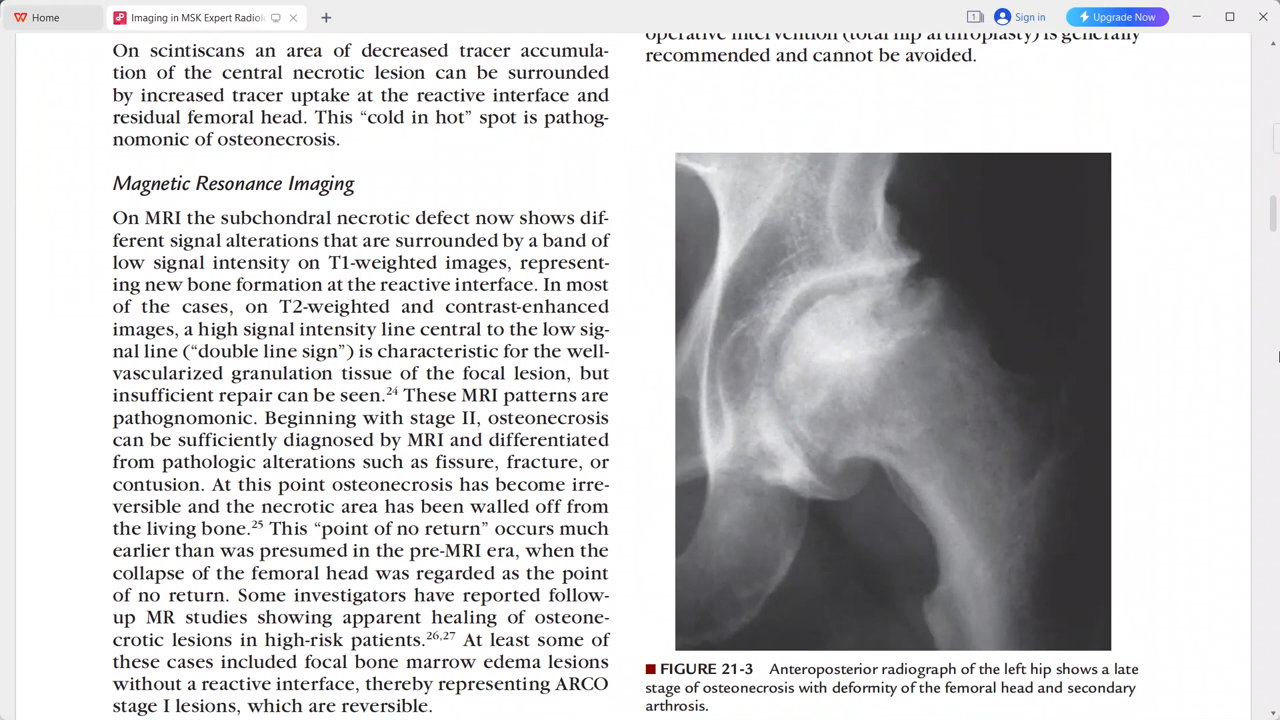 Home
Imaging in MSK Expert Radiol
1
Sign in
Upgrade Now
On scintiscans an area of decreased tracer accumula-
tion of the central necrotic lesion can be surrounded
by increased tracer uptake at the reactive interface and
residual femoral head. This “cold in hot” spot is pathog-
nomonic of osteonecrosis.
Magnetic Resonance Imaging
On MRI the subchondral necrotic defect now shows dif-
ferent signal alterations that are surrounded by a band of
low signal intensity on T1-weighted images, represent-
ing new bone formation at the reactive interface. In most
of the cases, on T2-weighted and contrast-enhanced
images, a high signal intensity line central to the low sig-
nal line (“double line sign”) is characteristic for the well-
vascularized granulation tissue of the focal lesion, but
insufficient repair can be seen.24 These MRI patterns are
pathognomonic. Beginning with stage II, osteonecrosis
can be sufficiently diagnosed by MRI and differentiated
from pathologic alterations such as fissure, fracture, or
contusion. At this point osteonecrosis has become irre-
versible and the necrotic area has been walled off from
the living bone.25 This “point of no return” occurs much
earlier than was presumed in the pre-MRI era, when the
collapse of the femoral head was regarded as the point
of no return. Some investigators have reported follow-
up MR studies showing apparent healing of osteone-
crotic lesions in high-risk patients.26,27 At least some of
these cases included focal bone marrow edema lesions
without a reactive interface, thereby representing ARCO
stage I lesions, which are reversible.
operative intervention (total hip arthroplasty) is generally
recommended and cannot be avoided.
FIGURE 21-3 Anteroposterior radiograph of the left hip shows a late
stage of osteonecrosis with deformity of the femoral head and secondary
arthrosis.